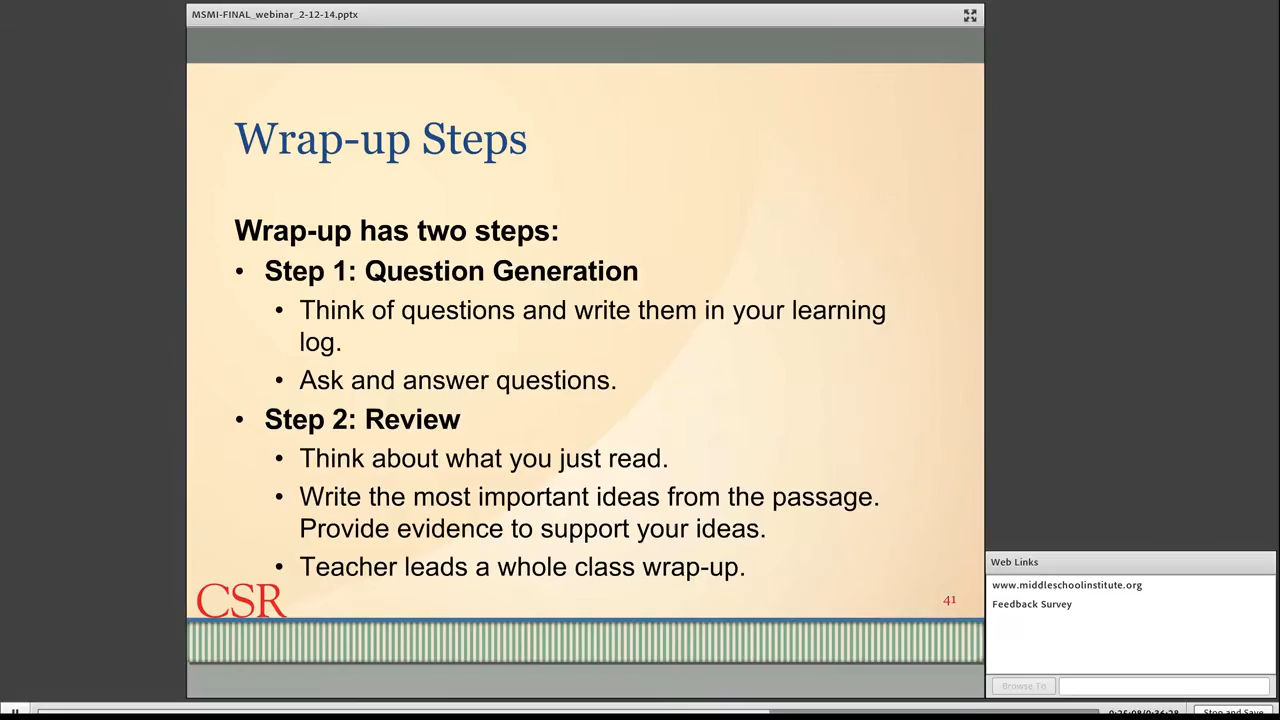 MSMI-FINAL_webinar_2-12-14.pptx
Wrap-up Steps
Wrap-up has two steps:
• Step 1: Question Generation
• Think of questions and write them in your learning
log.
• Ask and answer questions.
• Step 2: Review
• Think about what you just read.
• Write the most important ideas from the passage.
Provide evidence to support your ideas.
• Teacher leads a whole class wrap-up.
CSR
41
Web Links
www.middleschoolinstitute.org
Feedback Survey
Browse To
Stop and Save